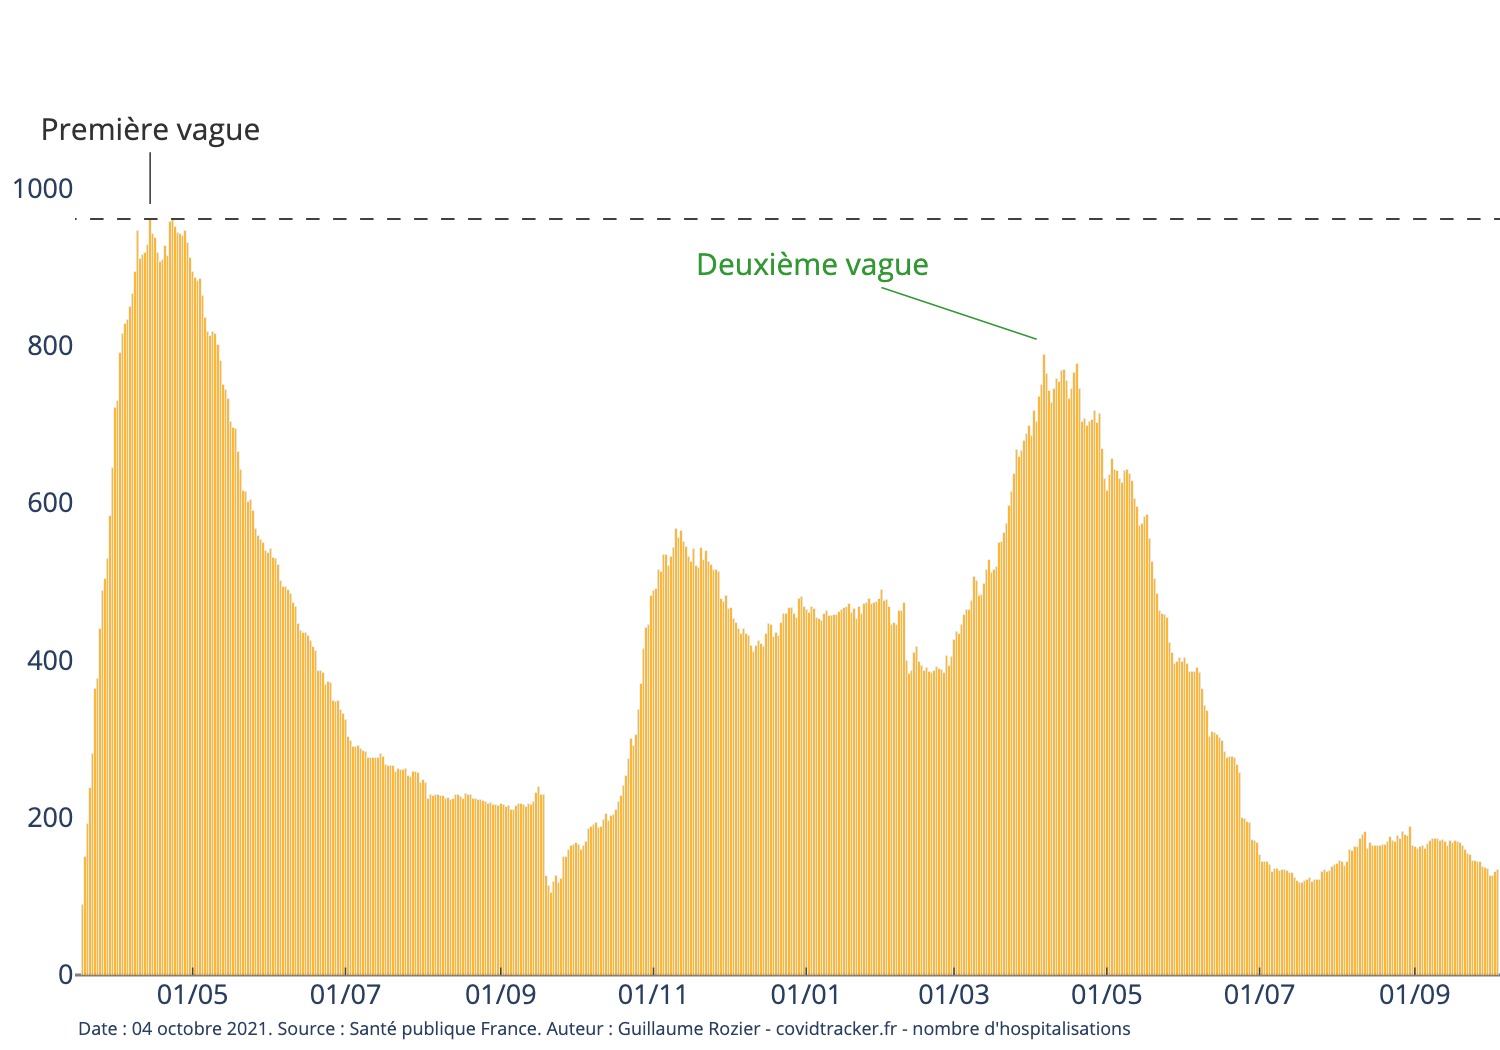 Première vague
1000
Deuxième vague
800
600
400
200
0
01/05 01/07 01/09 01/11 01/01 01/03 01/05 01/07 01/09
Date : 04 octobre 2021. Source : Santé publique France. Auteur : Guillaume Rozier - covidtracker.fr - nombre d'hospitalisations